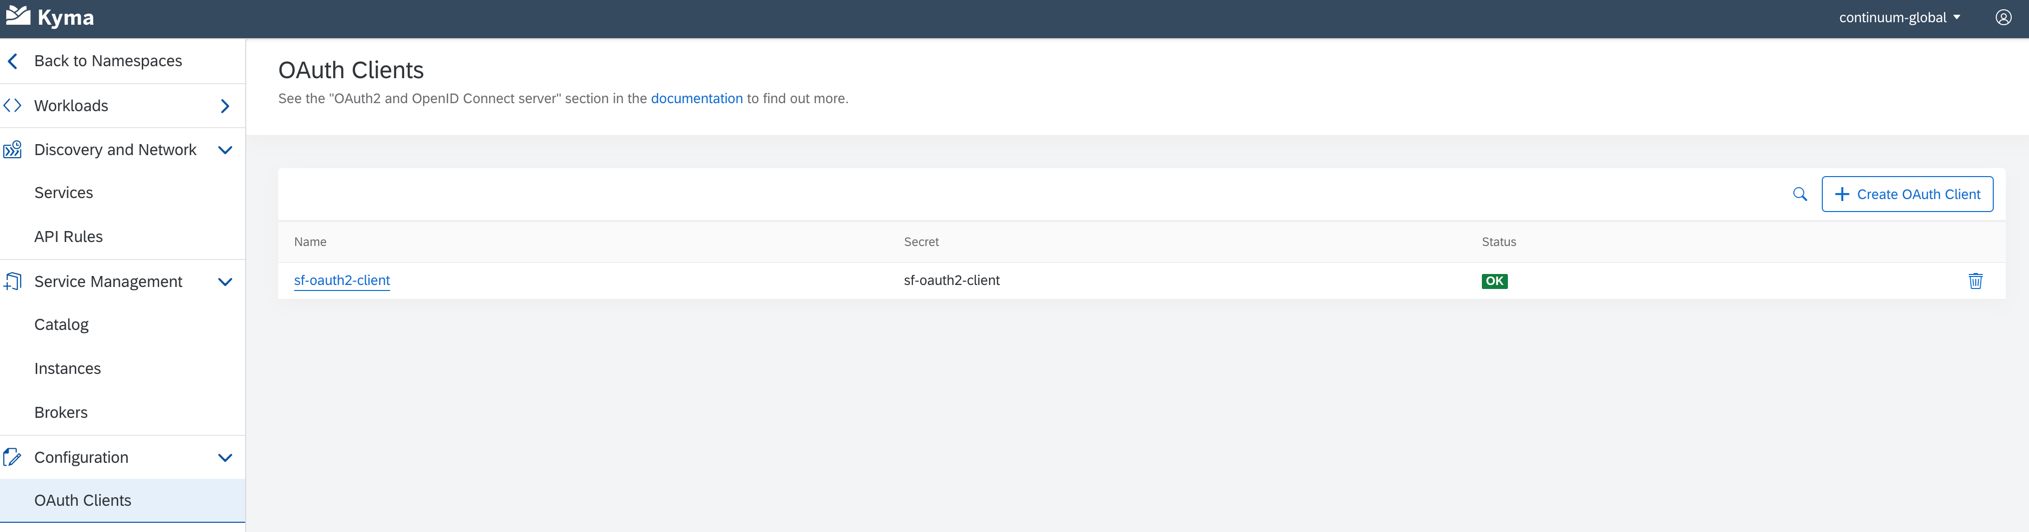 Kyma
continuum-global
Back to Namespaces
Workloads
Discovery and Network
Services
API Rules
Service Management
Catalog
Instances
Brokers
Configuration
OAuth Clients
OAuth Clients
See the "OAuth2 and OpenID Connect server" section in the documentation to find out more.
Create OAuth Client
Name Secret Status
sf-oauth2-client sf-oauth2-client OK